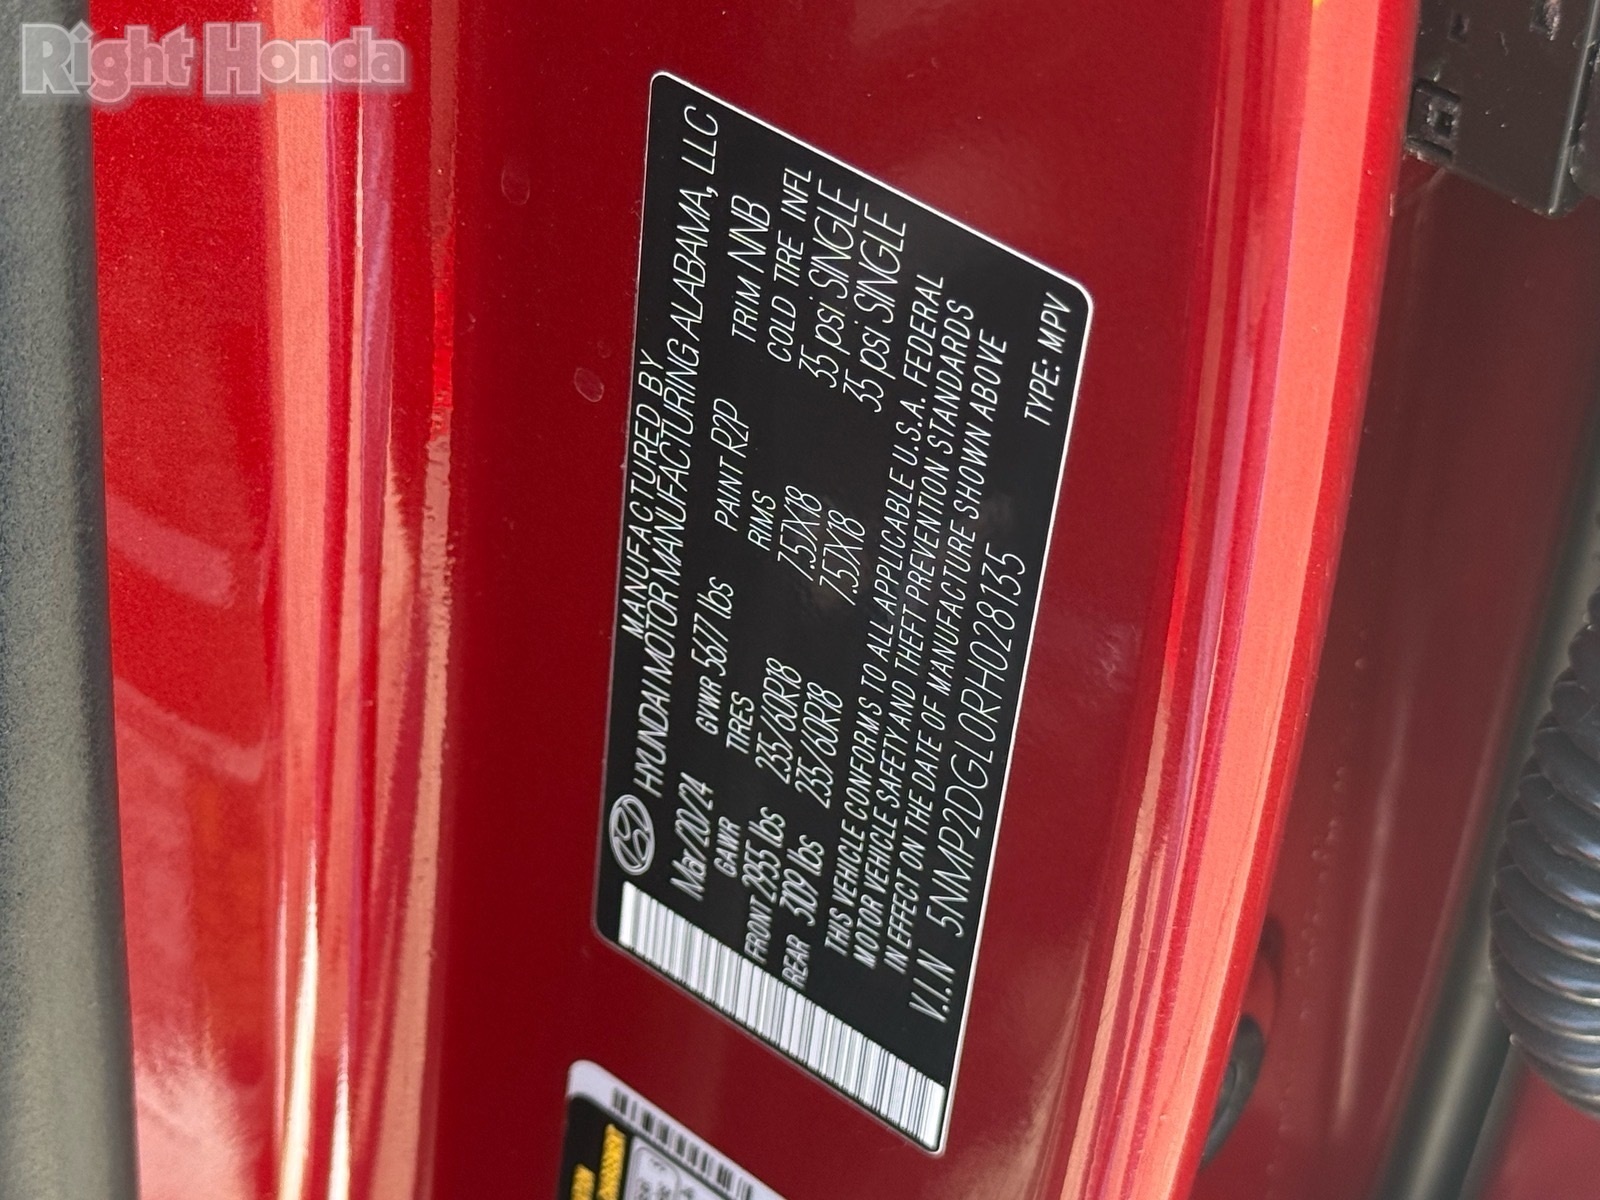 Right Honda
MANUFACTURED BY
HYUNDAI MOTOR MANUFACTURING ALABAMA, LLC
Mar/20/24 GVWR 5677 lbs PAINT R2P TRIM NNB
GAWR TIRES RIMS COLD TIRE INFL
FRONT 2955 lbs 235/60R18 7.5JX18 35 psi SINGLE
REAR 3109 lbs 235/60R18 7.5JX18 35 psi SINGLE
THIS VEHICLE CONFORMS TO ALL APPLICABLE U.S.A. FEDERAL
MOTOR VEHICLE SAFETY AND THEFT PREVENTION STANDARDS
IN EFFECT ON THE DATE OF MANUFACTURE SHOWN ABOVE
V.I.N 5NMP2DGL0RH028135 TYPE: MPV